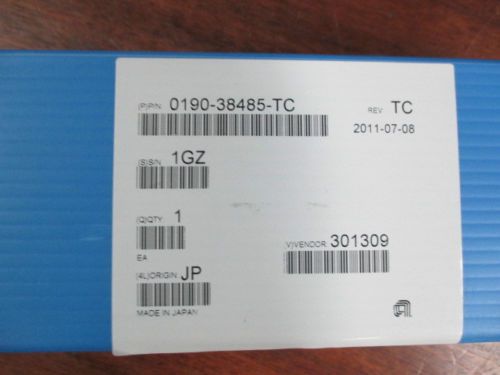 (P)P/N: 0190-38485-TC
REV: TC
2011-07-08
(S)S/N: 1GZ
(Q)QTY: 1
EA
(V)VENDOR: 301309
(4L)ORIGIN: JP
MADE IN JAPAN